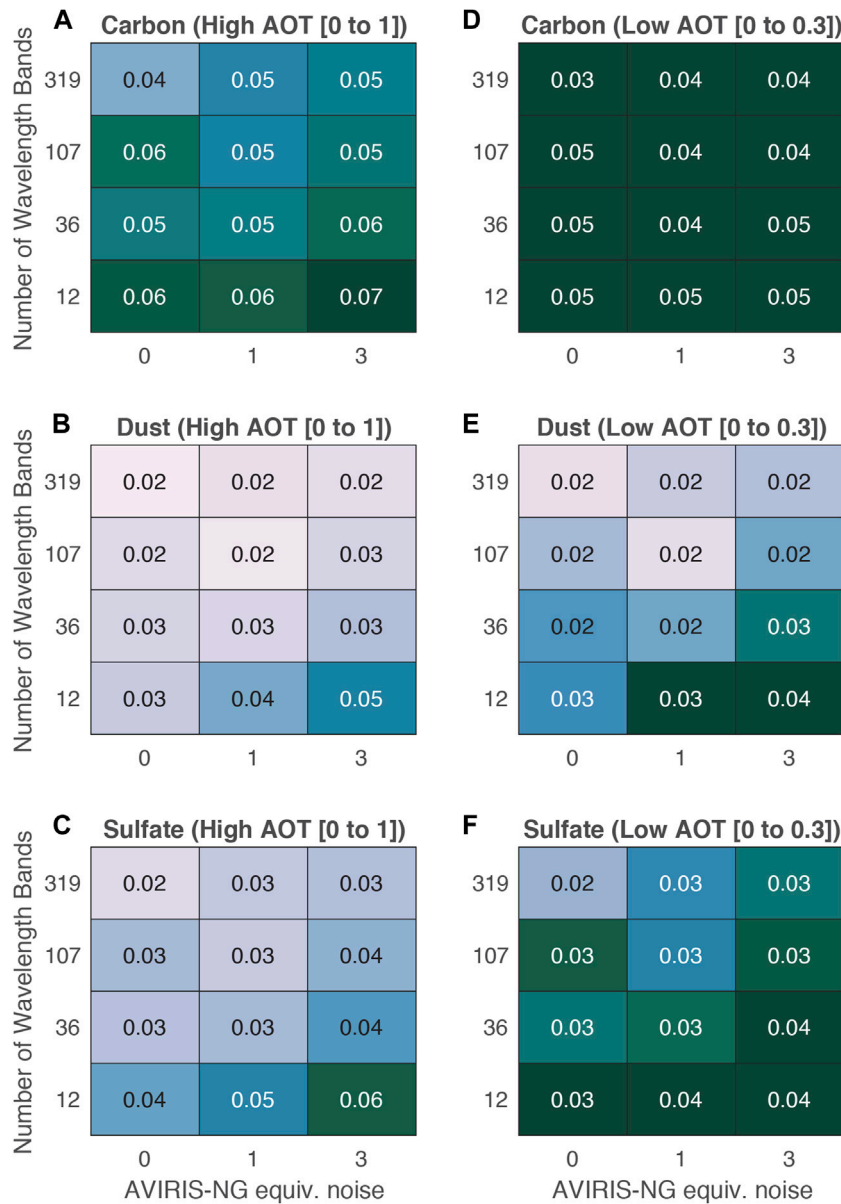 A Carbon (High AOT [0 to 1])
Number of Wavelength Bands
319 0.04 0.05 0.05
107 0.06 0.05 0.05
36 0.05 0.05 0.06
12 0.06 0.06 0.07
0 1 3
D Carbon (Low AOT [0 to 0.3])
319 0.03 0.04 0.04
107 0.05 0.04 0.04
36 0.05 0.04 0.05
12 0.05 0.05 0.05
0 1 3
B Dust (High AOT [0 to 1])
Number of Wavelength Bands
319 0.02 0.02 0.02
107 0.02 0.02 0.03
36 0.03 0.03 0.03
12 0.03 0.04 0.05
0 1 3
E Dust (Low AOT [0 to 0.3])
319 0.02 0.02 0.02
107 0.02 0.02 0.02
36 0.02 0.02 0.03
12 0.03 0.03 0.04
0 1 3
C Sulfate (High AOT [0 to 1])
Number of Wavelength Bands
319 0.02 0.03 0.03
107 0.03 0.03 0.04
36 0.03 0.03 0.04
12 0.04 0.05 0.06
0 1 3
AVIRIS-NG equiv. noise
F Sulfate (Low AOT [0 to 0.3])
319 0.02 0.03 0.03
107 0.03 0.03 0.03
36 0.03 0.03 0.04
12 0.03 0.04 0.04
0 1 3
AVIRIS-NG equiv. noise